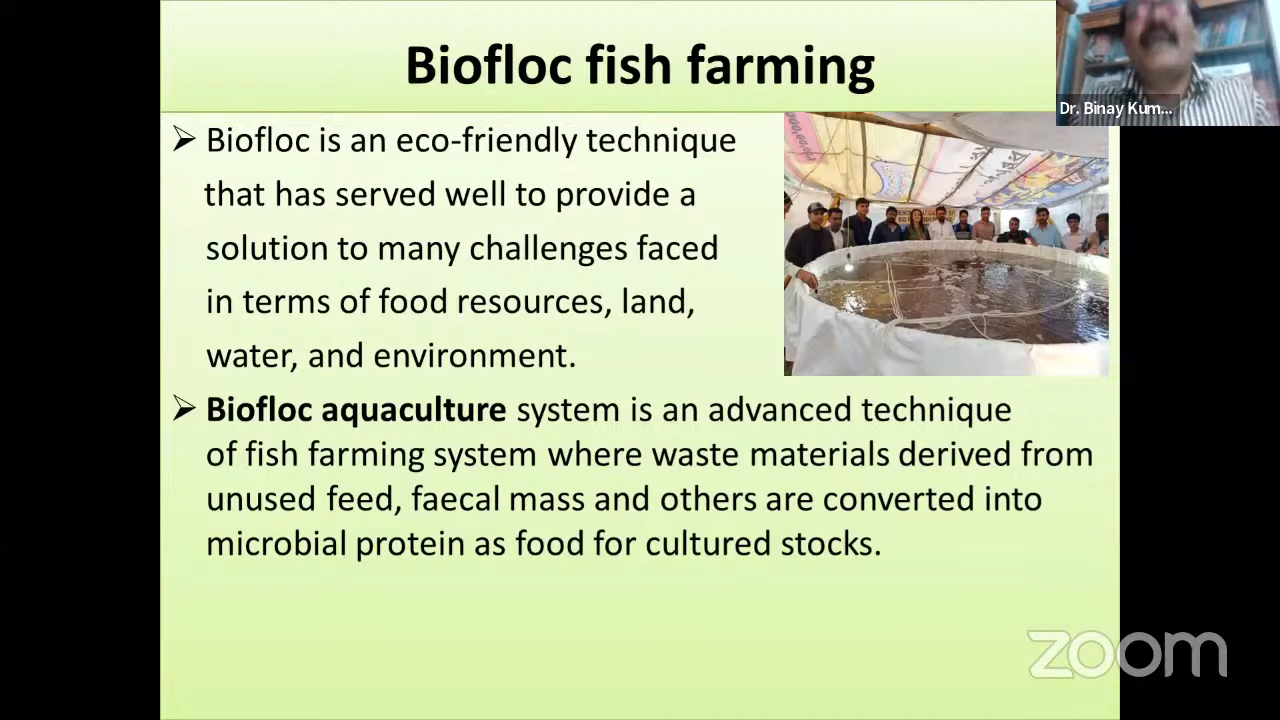 Biofloc fish farming
Dr. Binay Kum...
➢ Biofloc is an eco-friendly technique
that has served well to provide a
solution to many challenges faced
in terms of food resources, land,
water, and environment.
➢ Biofloc aquaculture system is an advanced technique
of fish farming system where waste materials derived from
unused feed, faecal mass and others are converted into
microbial protein as food for cultured stocks.
zoom